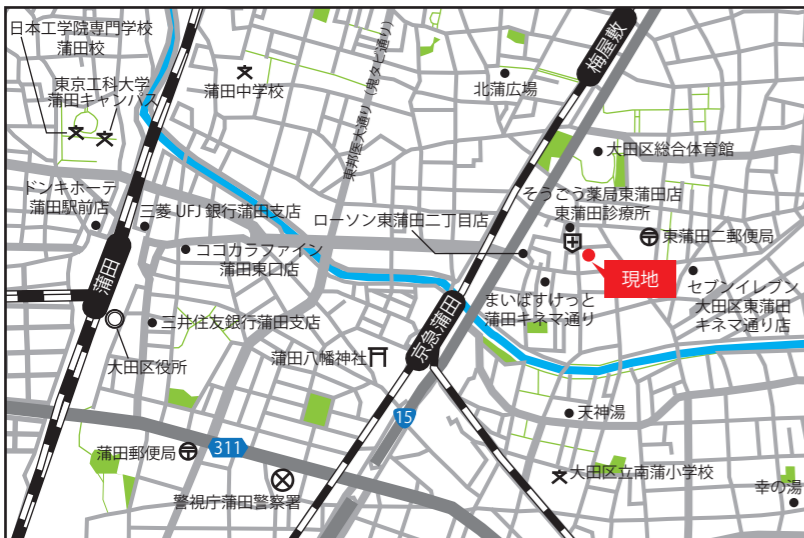 日本工学院専門学校
蒲田校
東京工科大学
蒲田キャンパス
蒲田中学校
東邦医大通り（鬼タビ通り）
北蒲広場
梅屋敷
大田区総合体育館
そうごう薬局東蒲田店
東蒲田診療所
東蒲田二郵便局
ドンキホーテ
蒲田駅前店
三菱UFJ銀行蒲田支店
ローソン東蒲田二丁目店
ココカラファイン
蒲田東口店
現地
蒲田
セブンイレブン
大田区東蒲田
キネマ通り店
まいばすけっと
蒲田キネマ通り
三井住友銀行蒲田支店
京急蒲田
大田区役所
蒲田八幡神社
15
天神湯
蒲田郵便局
311
大田区立南蒲小学校
警視庁蒲田警察署
幸の湯